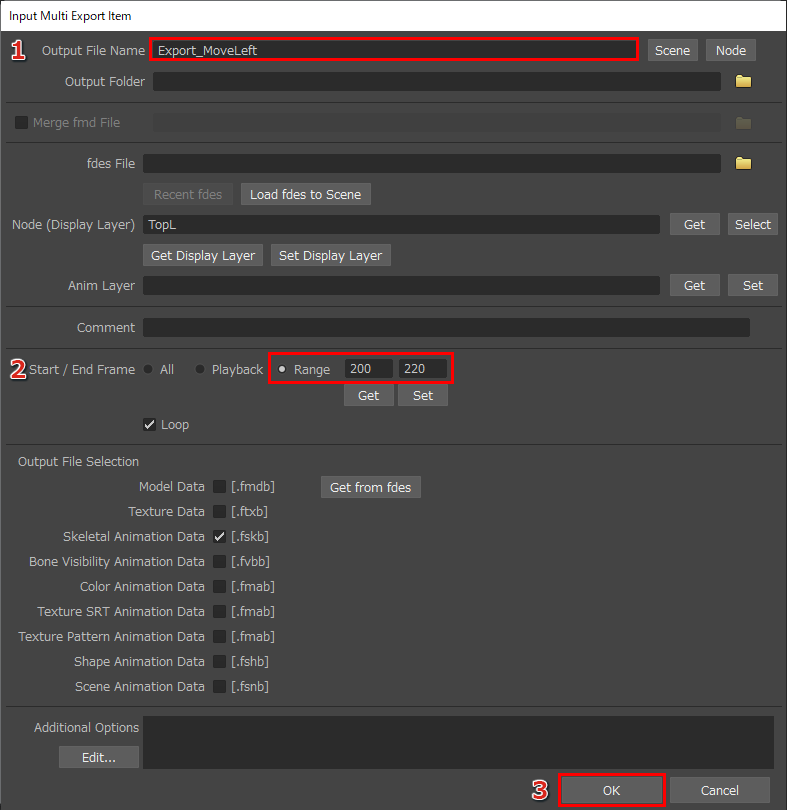 Input Multi Export Item
1 Output File Name Export_MoveLeft Scene Node
Output Folder
Merge fmd File
fdes File
Recent fdes Load fdes to Scene
Node (Display Layer) TopL Get Select
Get Display Layer Set Display Layer
Anim Layer Get Set
Comment
2 Start / End Frame All Playback Range 200 220
Get Set
Loop
Output File Selection
Model Data [.fmdb] Get from fdes
Texture Data [.ftxb]
Skeletal Animation Data [.fskb]
Bone Visibility Animation Data [.fvbb]
Color Animation Data [.fmab]
Texture SRT Animation Data [.fmab]
Texture Pattern Animation Data [.fmab]
Shape Animation Data [.fshb]
Scene Animation Data [.fsnb]
Additional Options
Edit...
3 OK Cancel